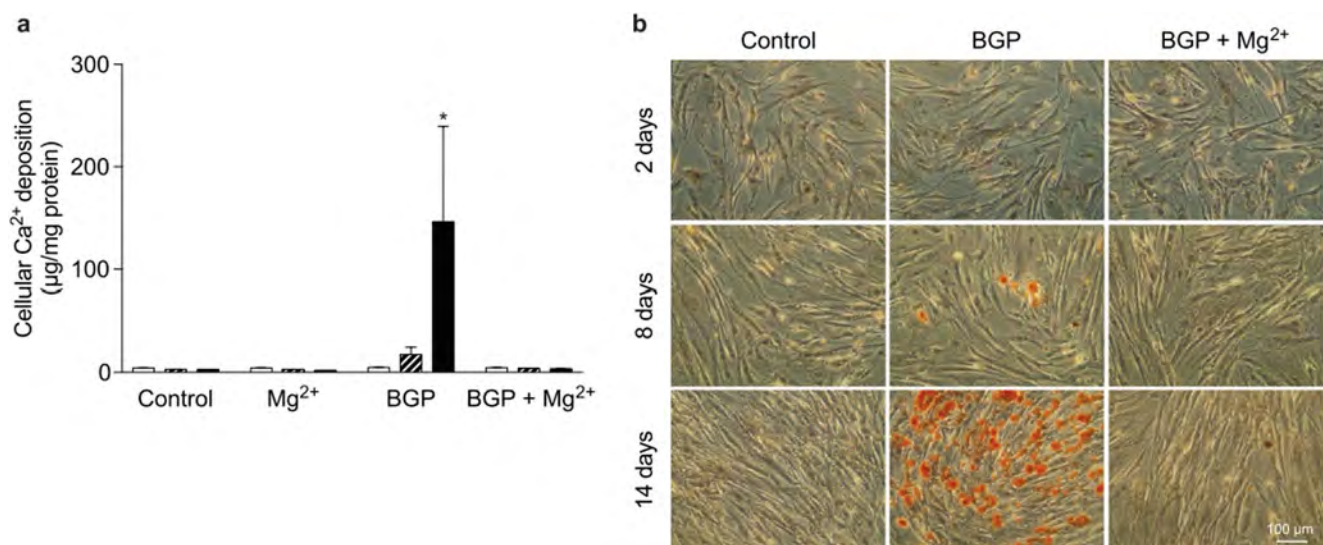 a
300
200
100
0
Cellular Ca²⁺ deposition
(µg/mg protein)
*
Control Mg²⁺ BGP BGP + Mg²⁺
b
Control BGP BGP + Mg²⁺
2 days
8 days
14 days
100 µm